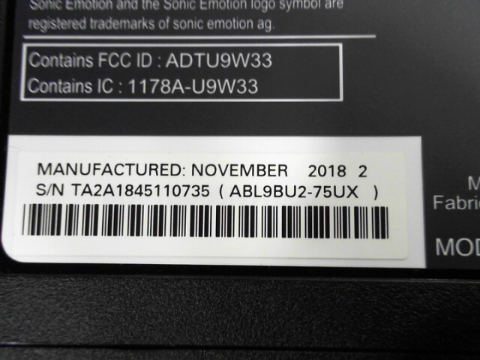 Sonic Emotion and the Sonic Emotion logo symbol are
registered trademarks of sonic emotion ag.
Contains FCC ID : ADTU9W33
Contains IC : 1178A-U9W33
MANUFACTURED: NOVEMBER 2018 2
S/N TA2A1845110735 ( ABL9BU2-75UX )
M
Fabric
MOD